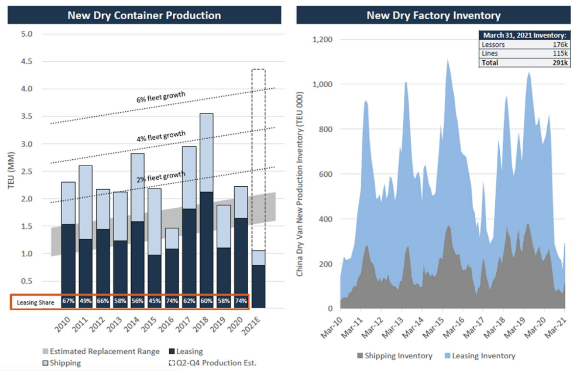 New Dry Container Production
5.0
4.5
4.0
3.5
3.0
2.5
2.0
1.5
1.0
0.5
TEU (MM)
6% fleet growth
4% fleet growth
2% fleet growth
Leasing Share
67% 49% 66% 58% 56% 45% 74% 62% 60% 58% 74%
2010 2011 2012 2013 2014 2015 2016 2017 2018 2019 2020 2021E
Estimated Replacement Range
Leasing
Shipping
Q2-Q4 Production Est.
New Dry Factory Inventory
March 31, 2021 Inventory:
Lessors 176k
Lines 115k
Total 291k
1,200
1,000
800
600
400
200
0
China Dry Van New Production Inventory (TEU 000)
Mar-10 Mar-11 Mar-12 Mar-13 Mar-14 Mar-15 Mar-16 Mar-17 Mar-18 Mar-19 Mar-20 Mar-21
Shipping Inventory
Leasing Inventory